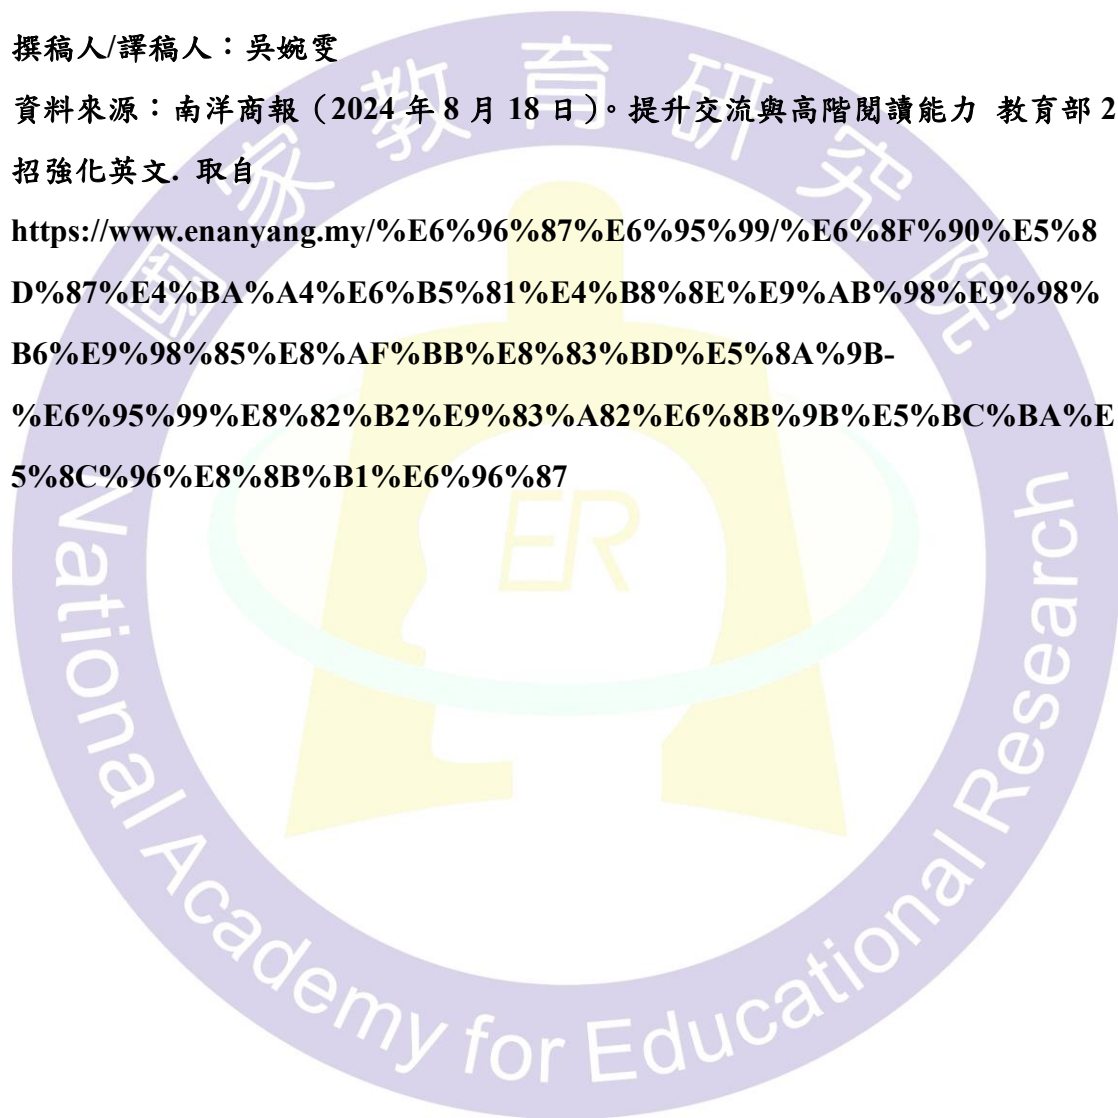 撰稿人/譯稿人：吳婉雯
資料來源：南洋商報（2024 年 8 月 18 日）。提升交流與高階閱讀能力 教育部 2
招強化英文. 取自
https://www.enanyang.my/%E6%96%87%E6%95%99/%E6%8F%90%E5%8
D%87%E4%BA%A4%E6%B5%81%E4%B8%8E%E9%AB%98%E9%98%
B6%E9%98%85%E8%AF%BB%E8%83%BD%E5%8A%9B-
%E6%95%99%E8%82%B2%E9%83%A82%E6%8B%9B%E5%BC%BA%E
5%8C%96%E8%8B%B1%E6%96%87
國家教育研究院
ER
National Academy for Educational Research